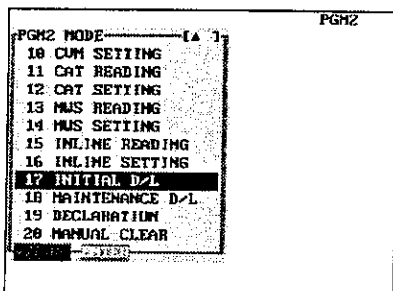 PGM2
PGM2 MODE [▲ ]
10 CUM SETTING
11 CAT READING
12 CAT SETTING
13 MWS READING
14 MWS SETTING
15 INLINE READING
16 INLINE SETTING
17 INITIAL D/L
18 MAINTENANCE D/L
19 DECLARATION
20 MANUAL CLEAR